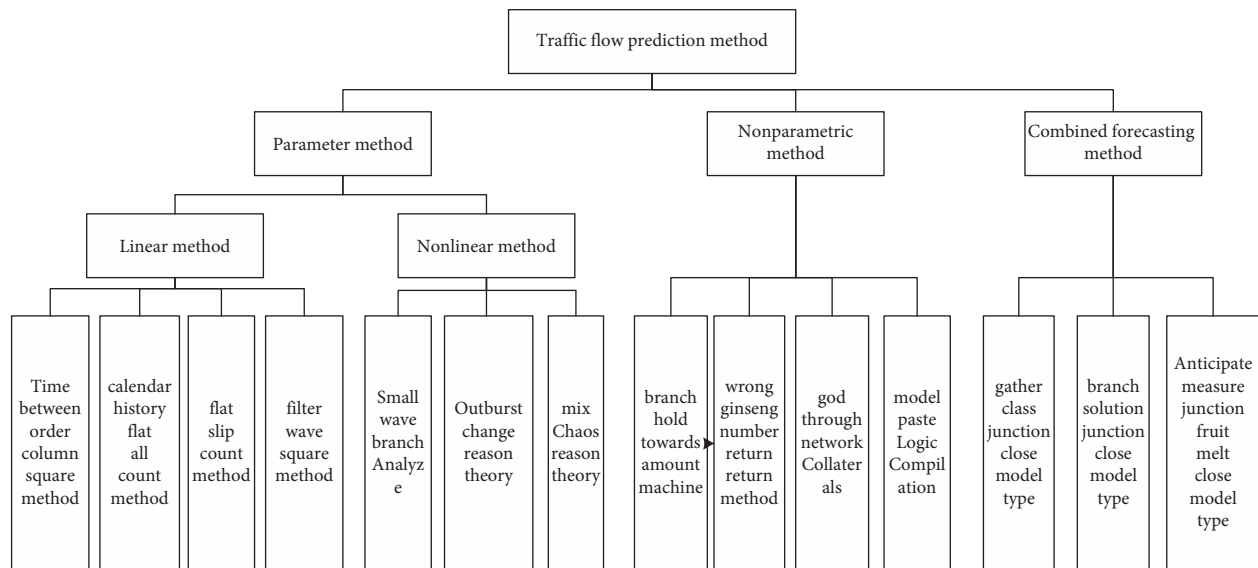 Traffic flow prediction method
Parameter method
Nonparametric
method
Combined forecasting
method
Linear method
Nonlinear method
Time
between
order
column
square
method
calendar
history
flat
all
count
method
flat
slip
count
method
filter
wave
square
method
Small
wave
branch
Analyz
e
Outburst
change
reason
theory
mix
Chaos
reason
theory
branch
hold
towards
amount
machine
wrong
ginseng
number
return
return
method
god
through
network
Collater
als
model
paste
Logic
Compil
ation
gather
class
junction
close
model
type
branch
solution
junction
close
model
type
Anticipate
measure
junction
fruit
melt
close
model
type